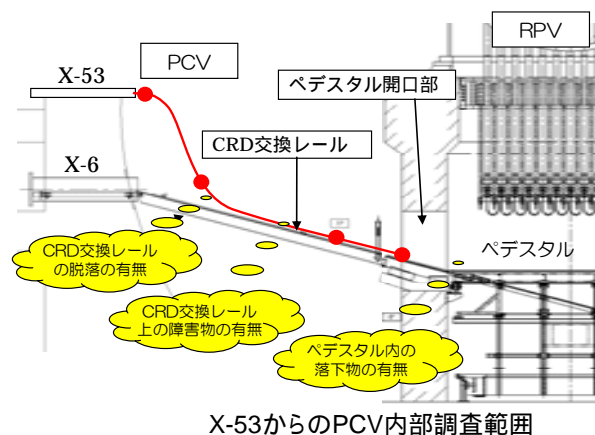 RPV
PCV
X-53
ペデスタル開口部
CRD交換レール
X-6
ペデスタル
CRD交換レール
の脱落の有無
CRD交換レール
上の障害物の有無
ペデスタル内の
落下物の有無
X-53からのPCV内部調査範囲